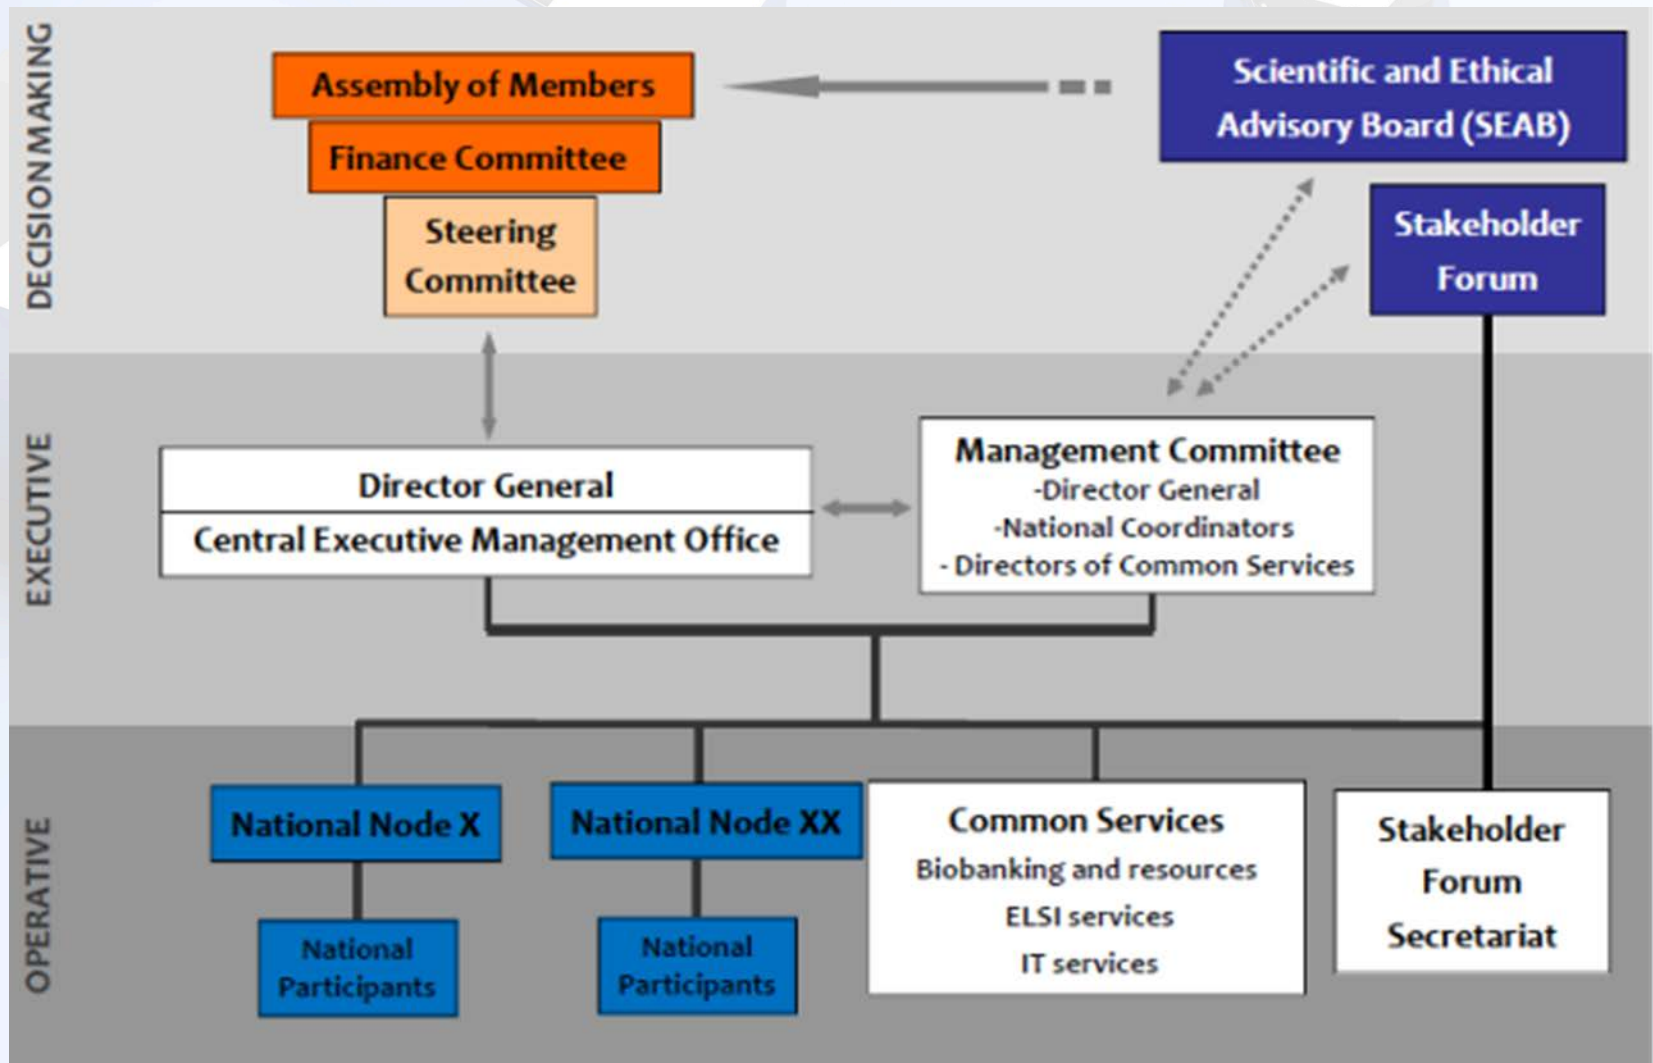 DECISION MAKING
Assembly of Members
Finance Committee
Steering
Committee
Scientific and Ethical
Advisory Board (SEAB)
Stakeholder
Forum
EXECUTIVE
Director General
Central Executive Management Office
Management Committee
-Director General
-National Coordinators
- Directors of Common Services
OPERATIVE
National Node X
National
Participants
National Node XX
National
Participants
Common Services
Biobanking and resources
ELSI services
IT services
Stakeholder
Forum
Secretariat